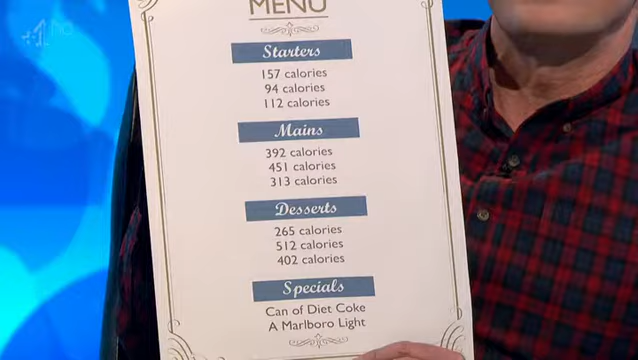 MENU
Starters
157 calories
94 calories
112 calories
Mains
392 calories
451 calories
313 calories
Desserts
265 calories
512 calories
402 calories
Specials
Can of Diet Coke
A Marlboro Light